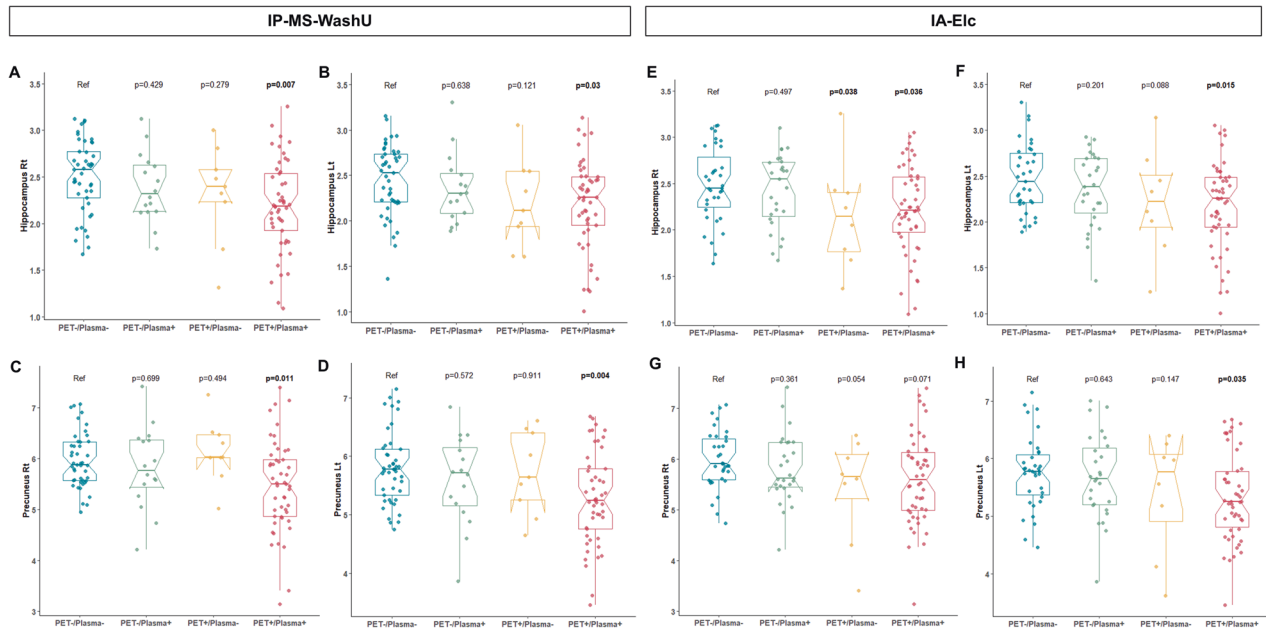 IP-MS-WashU
IA-Elc
A
3.5
3.0
2.5
2.0
1.5
1.0
Hippocampus Rt
Ref
p=0.429
p=0.279
p=0.007
PET-/Plasma-
PET-/Plasma+
PET+/Plasma-
PET+/Plasma+
B
3.5
3.0
2.5
2.0
1.5
1.0
Hippocampus Lt
Ref
p=0.638
p=0.121
p=0.03
PET-/Plasma-
PET-/Plasma+
PET+/Plasma-
PET+/Plasma+
E
3.5
3.0
2.5
2.0
1.5
1.0
Hippocampus Rt
Ref
p=0.497
p=0.038
p=0.036
PET-/Plasma-
PET-/Plasma+
PET+/Plasma-
PET+/Plasma+
F
3.5
3.0
2.5
2.0
1.5
1.0
Hippocampus Lt
Ref
p=0.201
p=0.088
p=0.015
PET-/Plasma-
PET-/Plasma+
PET+/Plasma-
PET+/Plasma+
C
7
6
5
4
3
Precuneus Rt
Ref
p=0.699
p=0.494
p=0.011
PET-/Plasma-
PET-/Plasma+
PET+/Plasma-
PET+/Plasma+
D
7
6
5
4
Precuneus Lt
Ref
p=0.572
p=0.911
p=0.004
PET-/Plasma-
PET-/Plasma+
PET+/Plasma-
PET+/Plasma+
G
7
6
5
4
3
Precuneus Rt
Ref
p=0.361
p=0.054
p=0.071
PET-/Plasma-
PET-/Plasma+
PET+/Plasma-
PET+/Plasma+
H
7
6
5
4
Precuneus Lt
Ref
p=0.643
p=0.147
p=0.035
PET-/Plasma-
PET-/Plasma+
PET+/Plasma-
PET+/Plasma+